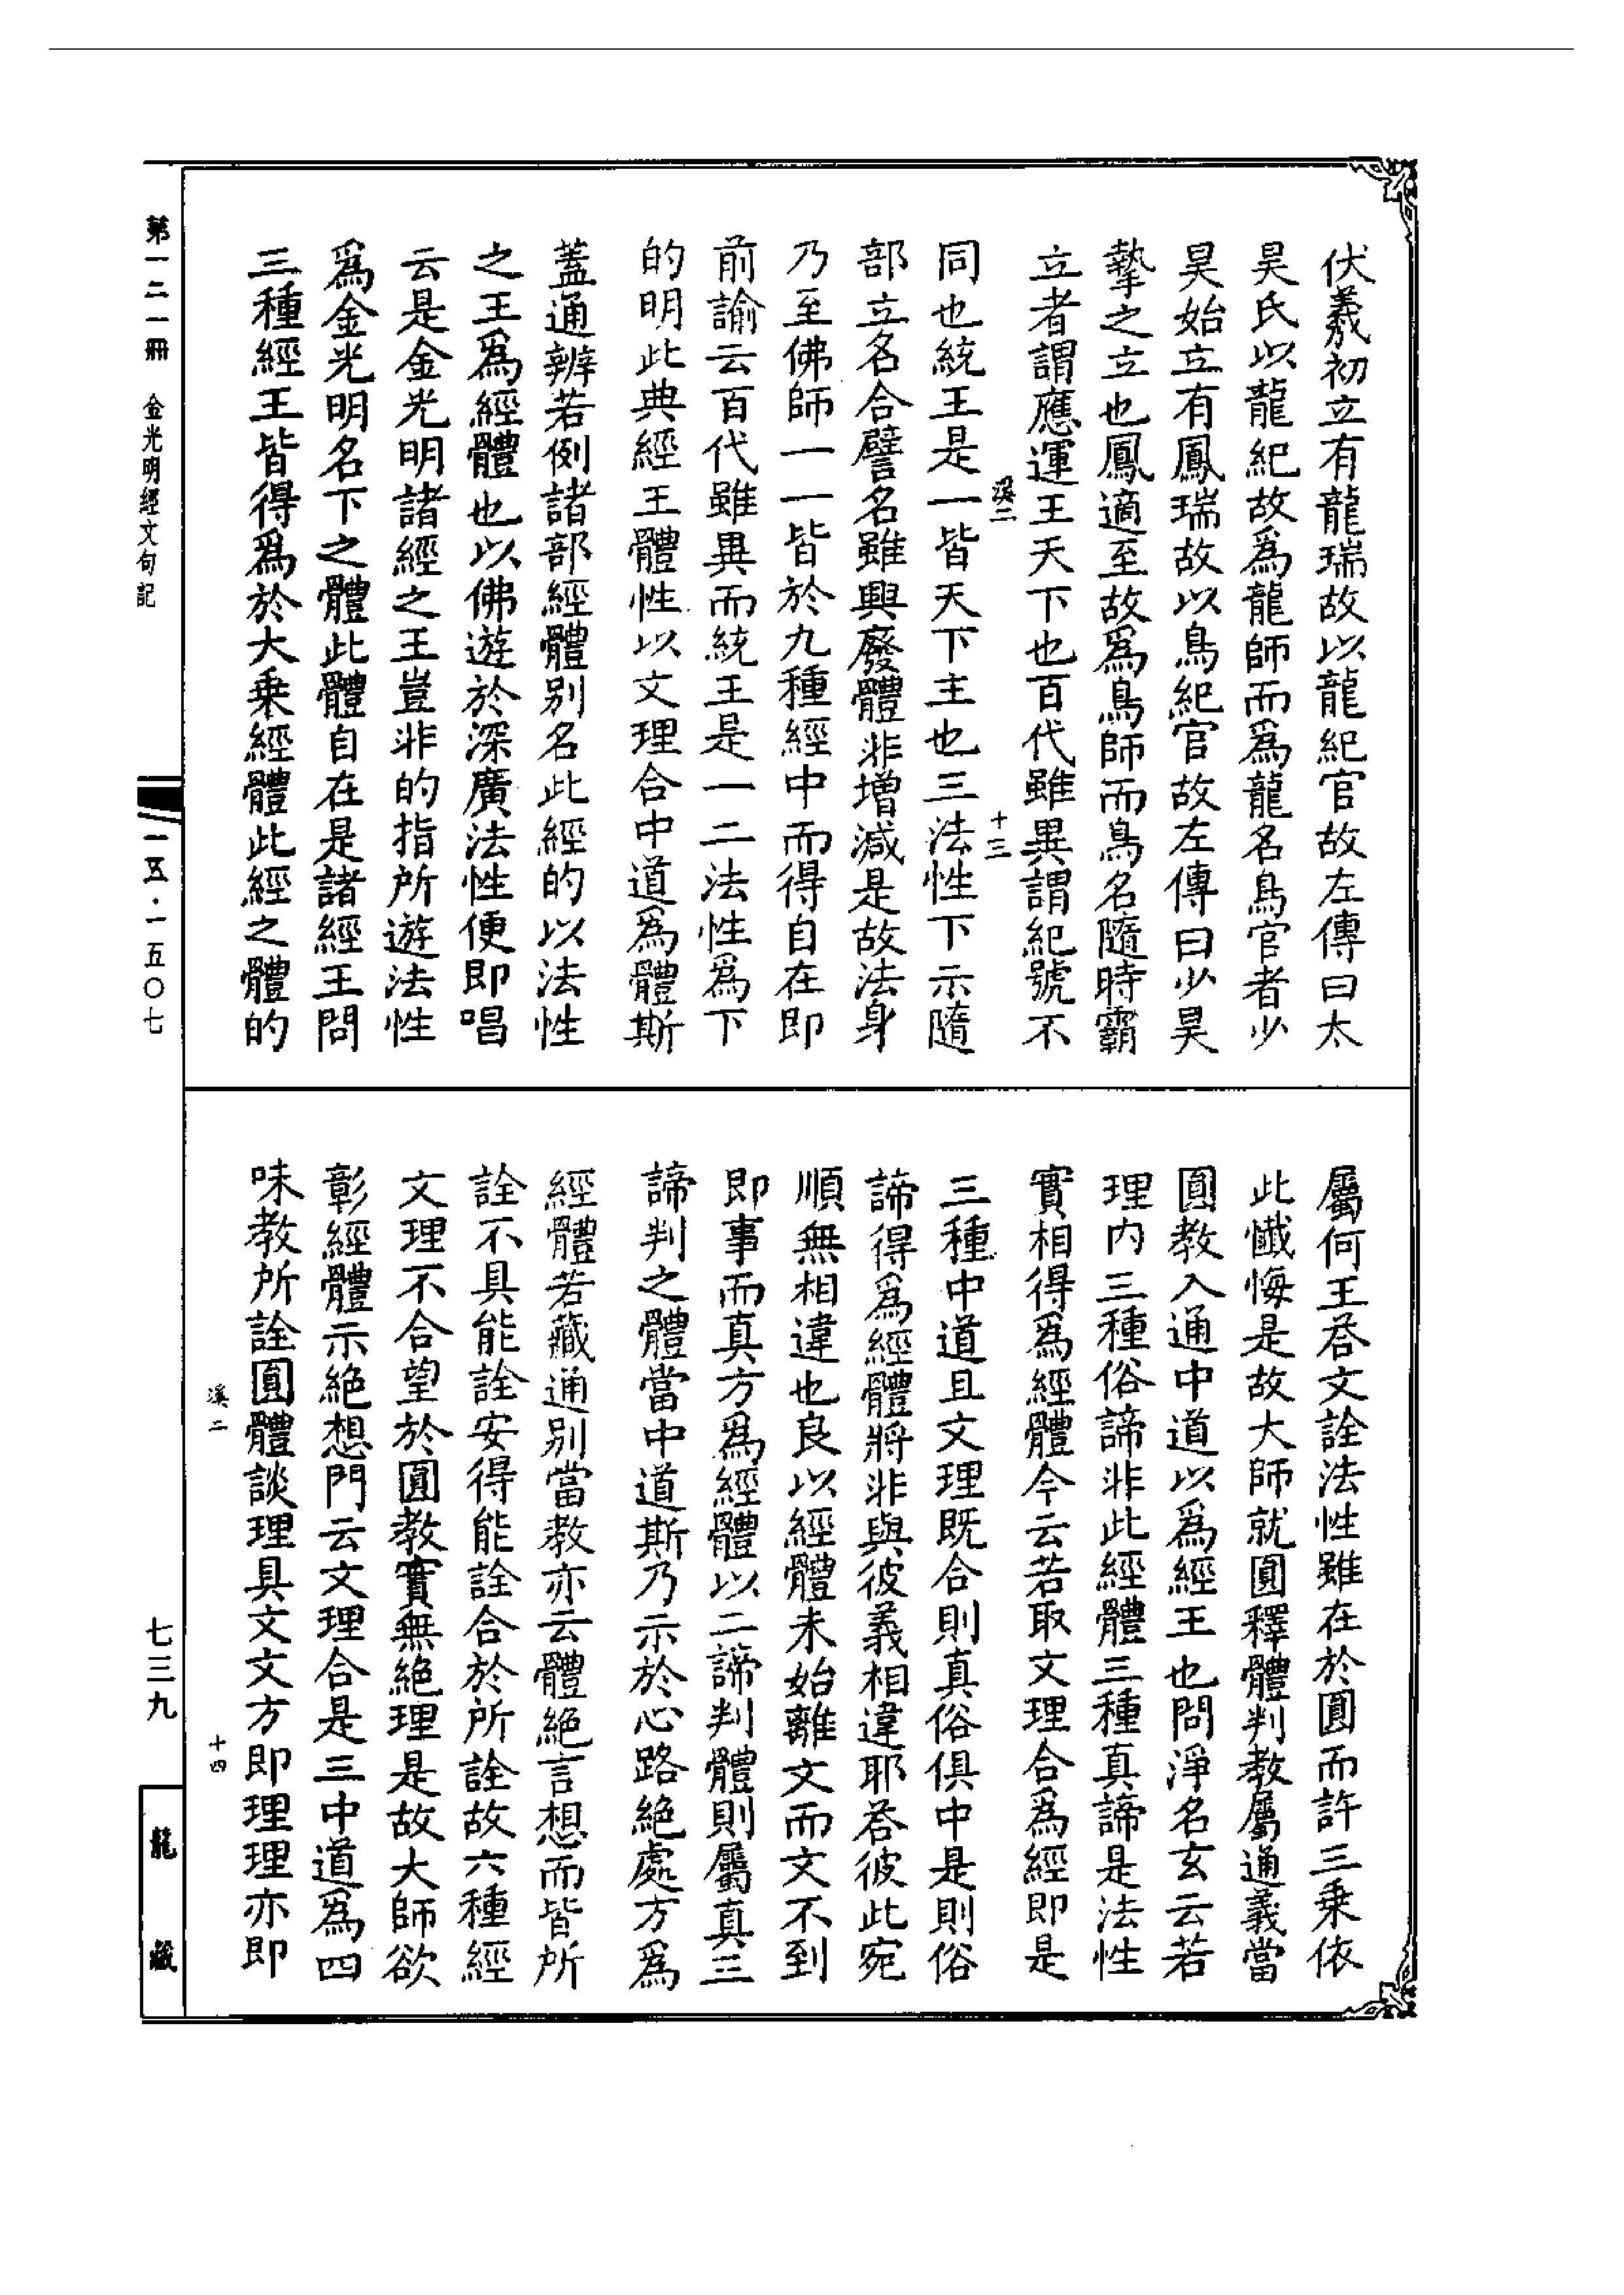 伏羲初立有龍瑞故以龍紀官故左傳曰太
昊氏以龍紀故為龍師而為龍名鳥官者少
昊始立有鳳瑞故以鳥紀官故左傳曰少昊
摯之立也鳳適至故為鳥師而鳥名隨時霸
立者謂應運王天下也百代雖異謂紀號不
溪二
十三
同也統王是一皆天下主也三法性下示隨
部立名合譬名雖興廢體非增減是故法身
乃至佛師一一皆於九種經中而得自在即
前諭云百代雖異而統王是一二法性為下
的明此典經王體性以文理合中道為體斯
蓋通辨若例諸部經體別名此經的以法性
之王為經體也以佛遊於深廣法性便即唱
云是金光明諸經之王豈非的指所遊法性
為金光明名下之體此體自在是諸經王問
三種經王皆得為於大乘經體此經之體的
屬何王荅文詮法性雖在於圓而許三乘依
此懺悔是故大師就圓釋體判教屬通義當
圓教入通中道以為經王也問淨名玄云若
理内三種俗諦非此經體三種真諦是法性
實相得為經體今云若取文理合為經即是
三種中道且文理既合則真俗俱中是則俗
諦得為經體將非與彼義相違耶荅彼此宛
順無相違也良以經體未始離文而文不到
即事而真方為經體以二諦判體則屬真三
諦判之體當中道斯乃示於心路絶處方為
經體若藏通別當教亦云體絶言想而皆所
詮不具能詮安得能詮合於所詮故六種經
文理不合望於圓教實無絶理是故大師欲
彰經體示絶想門云文理合是三中道為四
味教所詮圓體談理具文文方即理理亦即
溪二
十四
第一二一冊　金光明經文句記
一五·一五〇七
七三九
龍藏